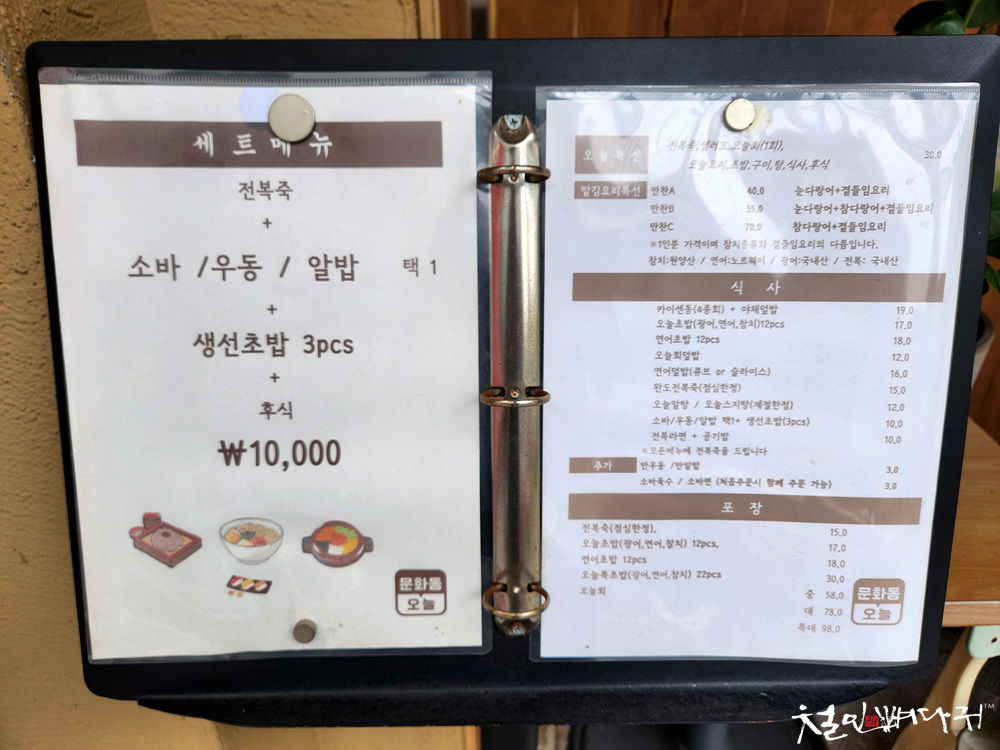 세트메뉴
전복죽
+
소바 /우동 / 알밥 택 1
+
생선초밥 3pcs
+
후식
₩10,000
문화동
오늘
오늘특선 전복죽,샐러드,오늘회(1회), 30.0
오늘요리,초밥,구이,탕,식사,후식
맡김요리특선 만찬A 40.0 눈다랑어+곁들임요리
만찬B 55.0 눈다랑어+참다랑어+곁들임요리
만찬C 70.0 참다랑어+곁들임요리
※1인분 가격이며 참치종류와 곁들임요리의 다름입니다.
참치:원양산 / 연어:노르웨이 / 광어:국내산 / 전복: 국내산
식 사
카이센동(4종회) + 야채덮밥 19.0
오늘초밥(광어,연어,참치)12pcs 17.0
연어초밥 12pcs 18.0
오늘회덮밥 12.0
연어덮밥(큐브 or 슬라이스) 16.0
완도전복죽(점심한정) 15.0
오늘알탕 / 오늘스지탕(계절한정) 12.0
소바/우동/알밥 택1+ 생선초밥(3pcs) 10.0
전복라면 + 공기밥 10.0
※모든메뉴에 전복죽을 드립니다
추가 반우동 /반알밥 3.0
소바육수 / 소바면 (처음주문시 함께 주문 가능) 3.0
포 장
전복죽(점심한정), 15.0
오늘초밥(광어,연어,참치) 12pcs, 17.0
연어초밥 12pcs 18.0
오늘특초밥(광어,연어,참치) 22pcs 30.0
오늘회 중 58.0
대 78.0
특대 98.0
문화동
오늘
철민뼈다귀™